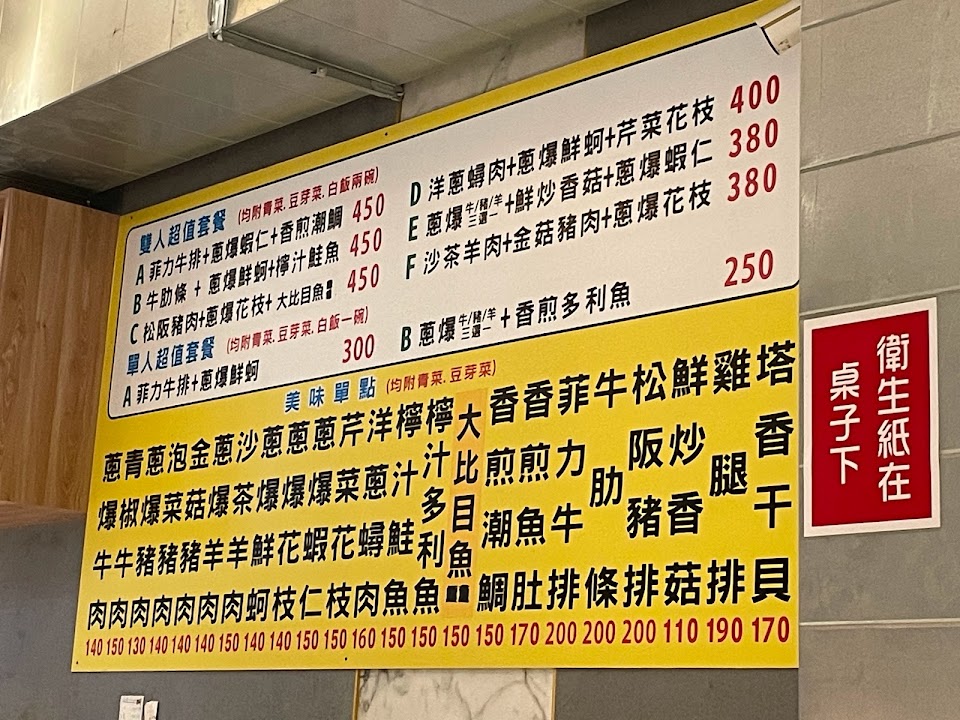 雙人超值套餐 (均附青菜.豆芽菜.白飯兩碗)
A 菲力牛排+蔥爆蝦仁+香煎潮鯛 450
B 牛肋條 + 蔥爆鮮蚵+檸汁鮭魚 450
C 松阪豬肉+蔥爆花枝+大比目魚 450
D 洋蔥蟳肉+蔥爆鮮蚵+芹菜花枝 400
E 蔥爆牛/豬/羊三選一+鮮炒香菇+蔥爆蝦仁 380
F 沙茶羊肉+金菇豬肉+蔥爆花枝 380
單人超值套餐 (均附青菜.豆芽菜.白飯一碗)
A 菲力牛排+蔥爆鮮蚵 300
B 蔥爆牛/豬/羊三選一+香煎多利魚 250
美味單點 (均附青菜.豆芽菜)
蔥爆牛肉 140
青椒牛肉 150
蔥爆豬肉 130
泡菜豬肉 140
金菇豬肉 140
蔥爆羊肉 140
沙茶羊肉 150
蔥爆鮮蚵 140
蔥爆花枝 140
蔥爆蝦仁 150
芹菜花枝 150
洋蔥蟳肉 160
檸汁鮭魚 150
檸汁多利魚 150
大比目魚 150
香煎潮鯛 150
香煎魚肚 170
菲力牛排 200
牛肋條 200
松阪豬排 200
鮮炒香菇 110
雞腿排 190
塔香干貝 170
衛生紙在
桌子下